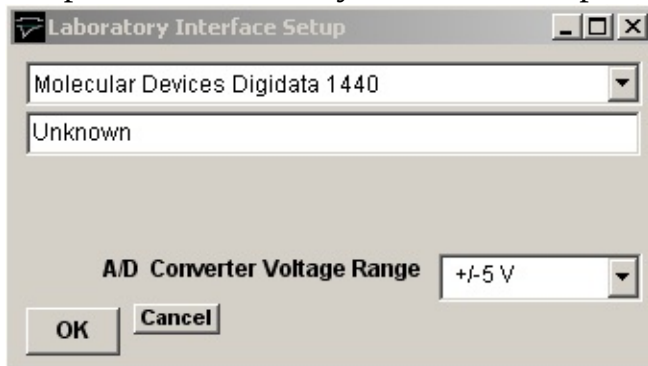 Laboratory Interface Setup
Molecular Devices Digidata 1440
Unknown
A/D Converter Voltage Range
+/-5 V
OK
Cancel